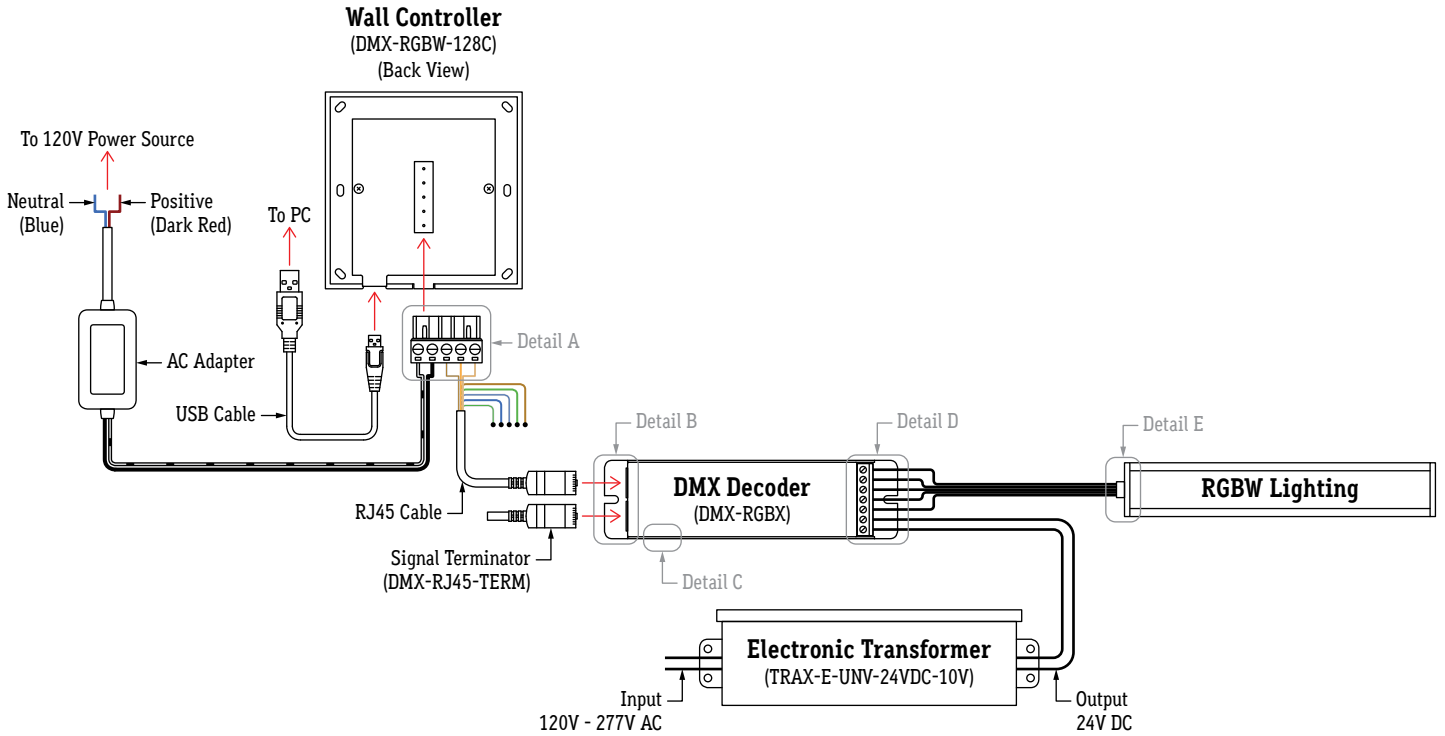 Wall Controller
(DMX-RGBW-128C)
(Back View)
To 120V Power Source
Neutral
(Blue)
Positive
(Dark Red)
To PC
AC Adapter
USB Cable
Detail A
RJ45 Cable
Signal Terminator
(DMX-RJ45-TERM)
Detail B
Detail C
DMX Decoder
(DMX-RGBX)
Detail D
Detail E
RGBW Lighting
Electronic Transformer
(TRAX-E-UNV-24VDC-10V)
Input
120V - 277V AC
Output
24V DC